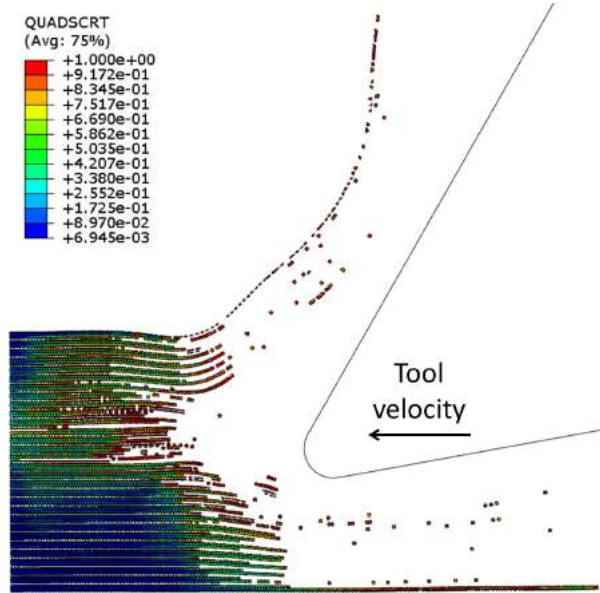 QUADSCRT
(Avg: 75%)
+1.000e+00
+9.172e-01
+8.345e-01
+7.517e-01
+6.690e-01
+5.862e-01
+5.035e-01
+4.207e-01
+3.380e-01
+2.552e-01
+1.725e-01
+8.970e-02
+6.945e-03
Tool
velocity